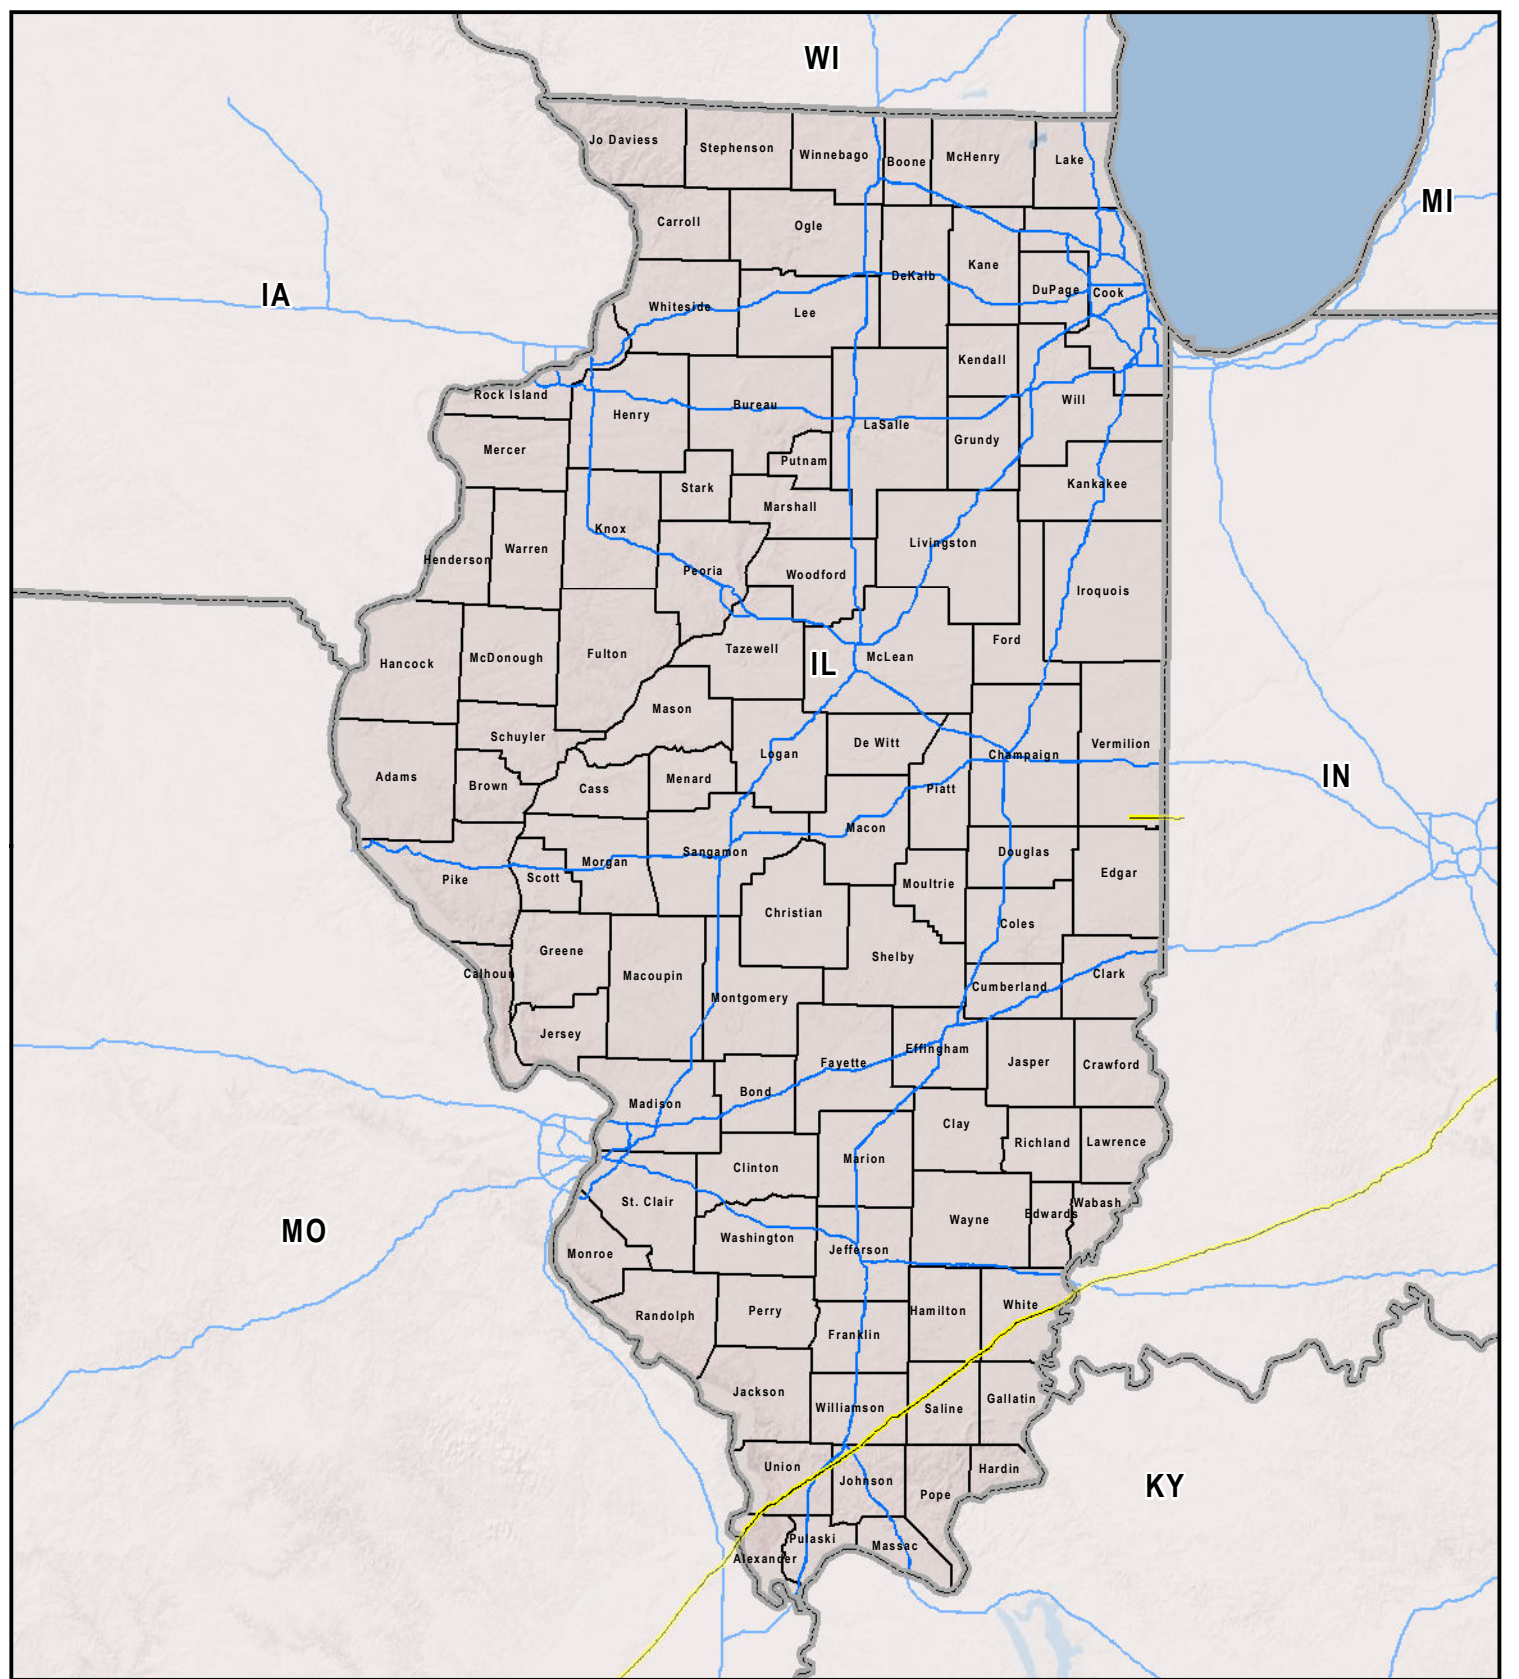 WI
Jo Daviess
Stephenson
Winnebago
Boone
McHenry
Lake
MI
Carroll
Ogle
Kane
DeKalb
IA
DuPage
Cook
Whiteside
Lee
Kendall
Rock Island
Will
Bureau
Henry
LaSalle
Grundy
Mercer
Putnam
Kankakee
Stark
Marshall
Knox
Livingston
Warren
Henderson
Peoria
Woodford
Iroquois
Ford
Tazewell
Fulton
McDonough
McLean
Hancock
IL
Mason
Schuyler
De Witt
Vermilion
Logan
Champaign
Adams
Menard
IN
Brown
Cass
Piatt
Macon
Sangamon
Douglas
Morgan
Edgar
Scott
Pike
Moultrie
Christian
Coles
Greene
Shelby
Calhoun
Macoupin
Clark
Cumberland
Montgomery
Jersey
Effingham
Fayette
Jasper
Crawford
Bond
Madison
Clay
Richland
Lawrence
Marion
Clinton
St. Clair
Wabash
Edwards
Wayne
MO
Washington
Jefferson
Monroe
White
Hamilton
Perry
Randolph
Franklin
Jackson
Gallatin
Williamson
Saline
Union
Hardin
Johnson
KY
Pope
Pulaski
Massac
Alexander